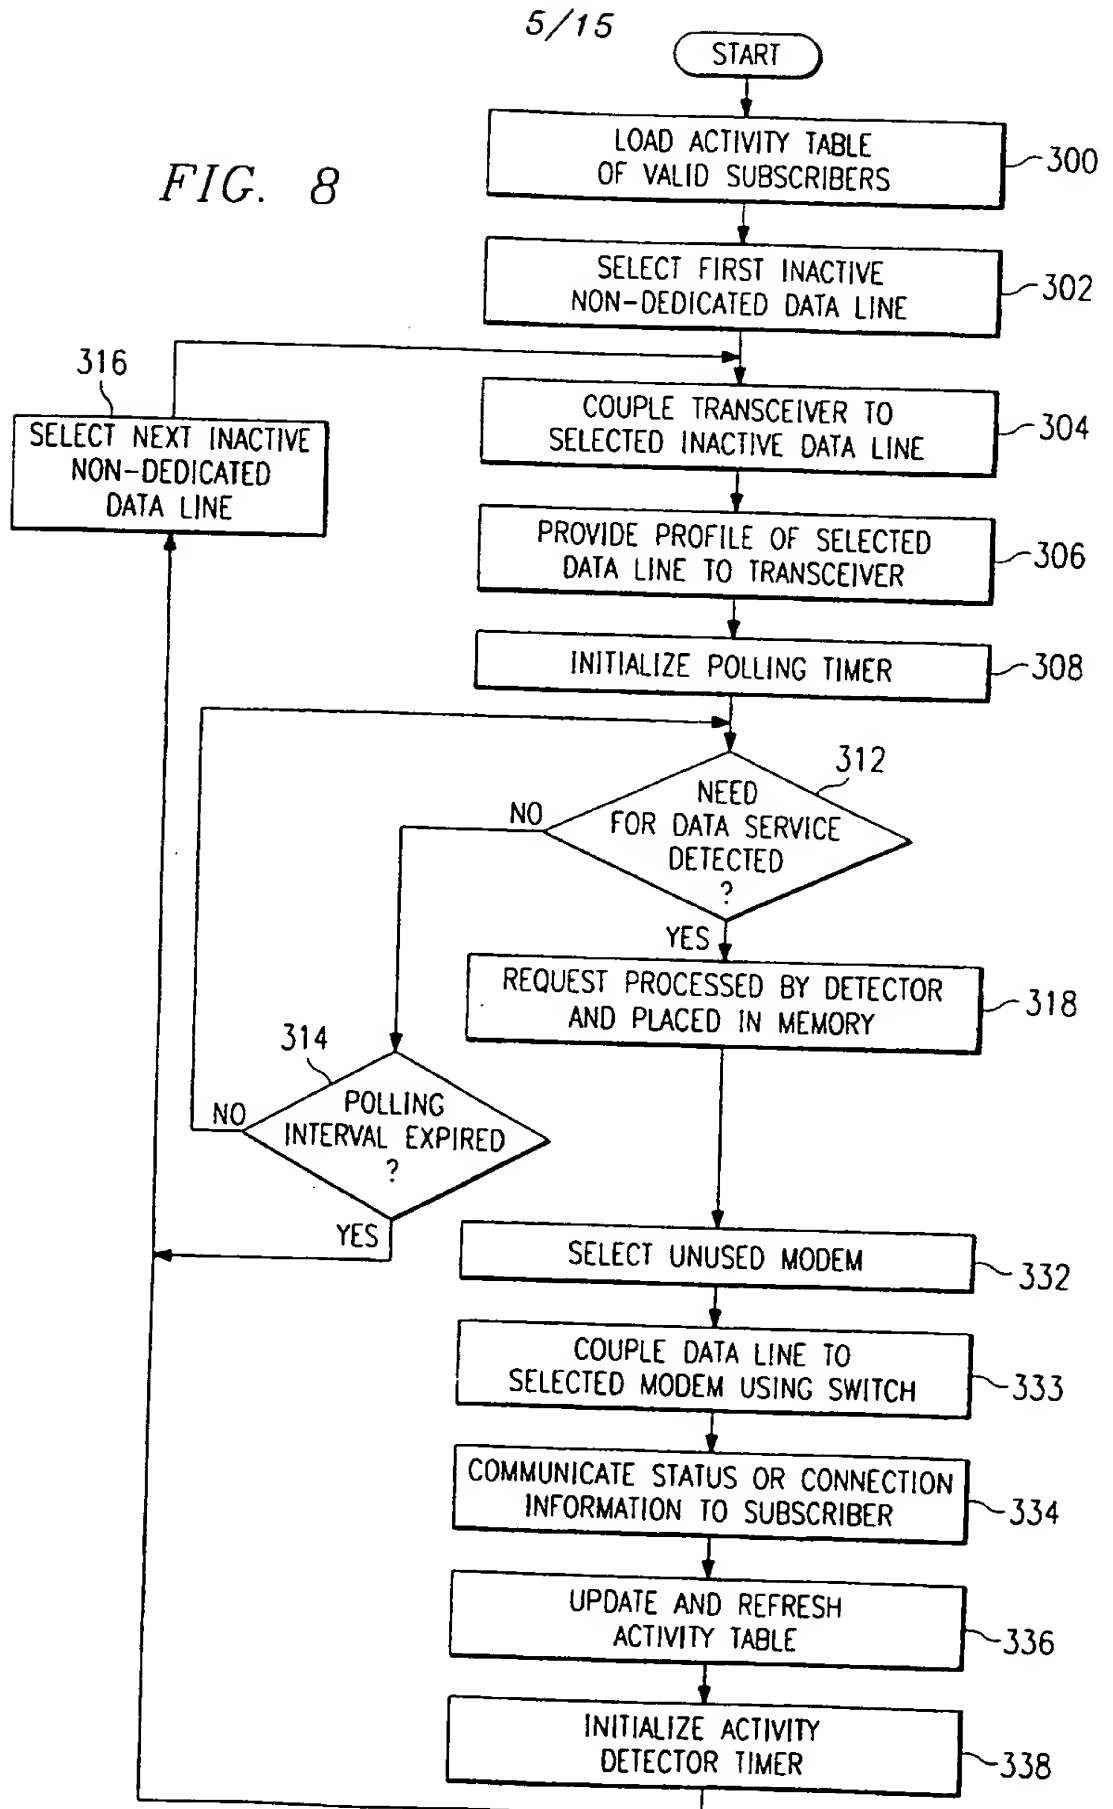 5/15
START
FIG. 8
LOAD ACTIVITY TABLE
OF VALID SUBSCRIBERS
300
SELECT FIRST INACTIVE
NON-DEDICATED DATA LINE
302
316
SELECT NEXT INACTIVE
NON-DEDICATED
DATA LINE
COUPLE TRANSCEIVER TO
SELECTED INACTIVE DATA LINE
304
PROVIDE PROFILE OF SELECTED
DATA LINE TO TRANSCEIVER
306
INITIALIZE POLLING TIMER
308
312
NEED
FOR DATA SERVICE
DETECTED
?
NO
YES
REQUEST PROCESSED BY DETECTOR
AND PLACED IN MEMORY
318
314
POLLING
INTERVAL EXPIRED
?
NO
YES
SELECT UNUSED MODEM
332
COUPLE DATA LINE TO
SELECTED MODEM USING SWITCH
333
COMMUNICATE STATUS OR CONNECTION
INFORMATION TO SUBSCRIBER
334
UPDATE AND REFRESH
ACTIVITY TABLE
336
INITIALIZE ACTIVITY
DETECTOR TIMER
338